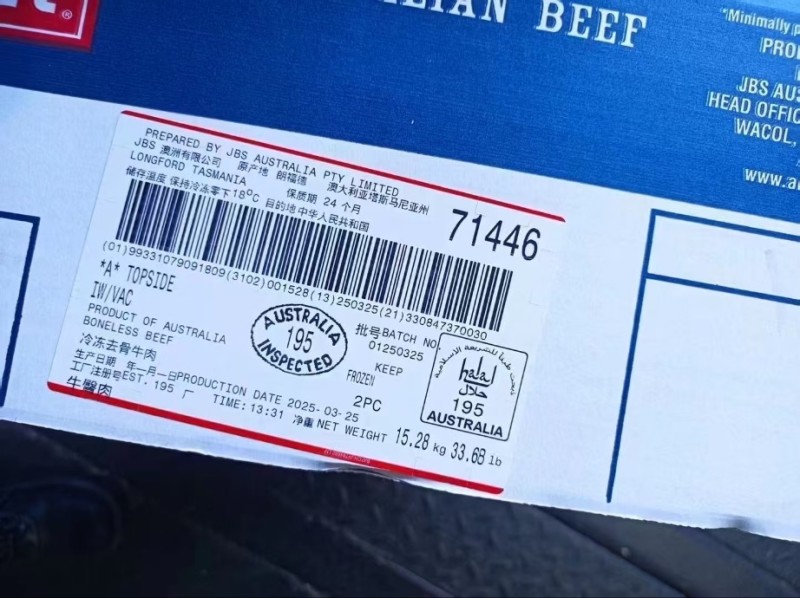 BEEF
"Minimally
JBS
HEAD
WACOL,
PREPARED BY JBS AUSTRALIA PTY LIMITED
JBS 澳洲有限公司 原产地 朗福德 澳大利亚塔斯马尼亚州
LONGFORD TASMANIA 保质期 24 个月
储存温度 保持冷冻零下18ºC 目的地中华人民共和国
71446
(01)99331079091809(3102)001528(13)250325(21)330847370030
*A* TOPSIDE
IW/VAC
PRODUCT OF AUSTRALIA
BONELESS BEEF
冷冻去骨牛肉
AUSTRALIA
195
INSPECTED
批号BATCH NO.
01250325
KEEP
FROZEN
2PC
halal
حلال
195
AUSTRALIA
生产日期 年—月—日PRODUCTION DATE 2025-03-25
工厂注册号EST. 195 厂 TIME: 13:31 净重 NET WEIGHT 15.28 kg 33.68 lb
牛臀肉